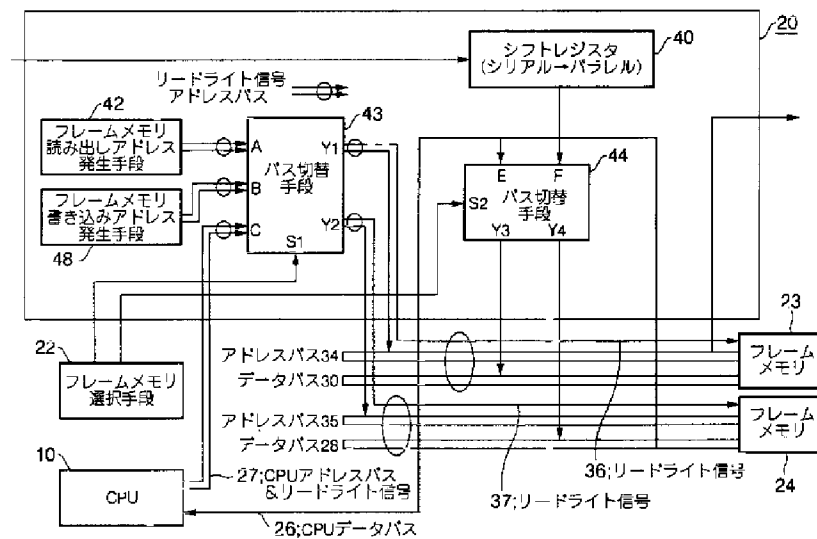 20
シフトレジスタ
(シリアル→パラレル)
40
リードライト信号
アドレスバス
42
フレームメモリ
読み出しアドレス
発生手段
フレームメモリ
書き込みアドレス
発生手段
48
43
A
B
C
Y1
Y2
S1
バス切替
手段
44
E
F
S2
バス切替
手段
Y3
Y4
22
フレームメモリ
選択手段
アドレスバス34
データバス30
アドレスバス35
データバス28
23
フレーム
メモリ
フレーム
メモリ
24
10
CPU
27;CPUアドレスバス
&リードライト信号
26;CPUデータバス
36;リードライト信号
37;リードライト信号